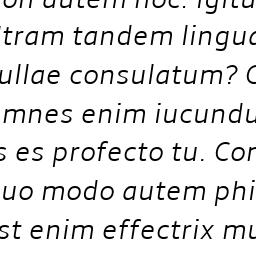 on autem hoc. Igitu
ltram tandem lingua
ullae consulatum? C
mnes enim iucundu
s es profecto tu. Con
uo modo autem phi
st enim effectrix mu